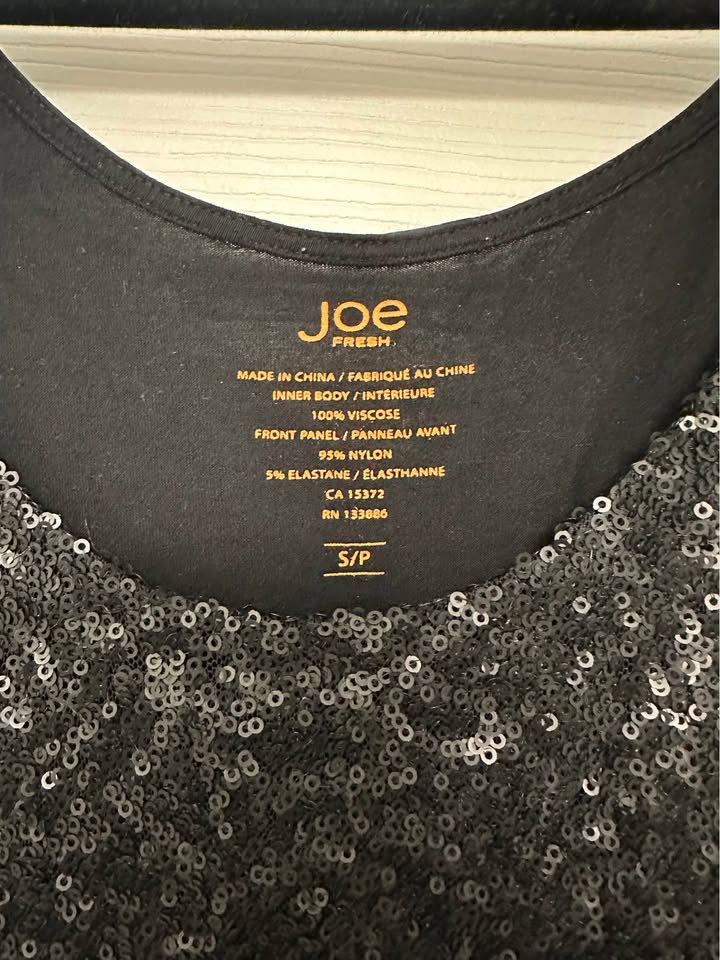 Joe
FRESH
MADE IN CHINA / FABRIQUÉ AU CHINE
INNER BODY / INTÉRIEURE
100% VISCOSE
FRONT PANEL / PANNEAU AVANT
95% NYLON
5% ELASTANE / ÉLASTHANNE
CA 15372
RN 133886
S/P